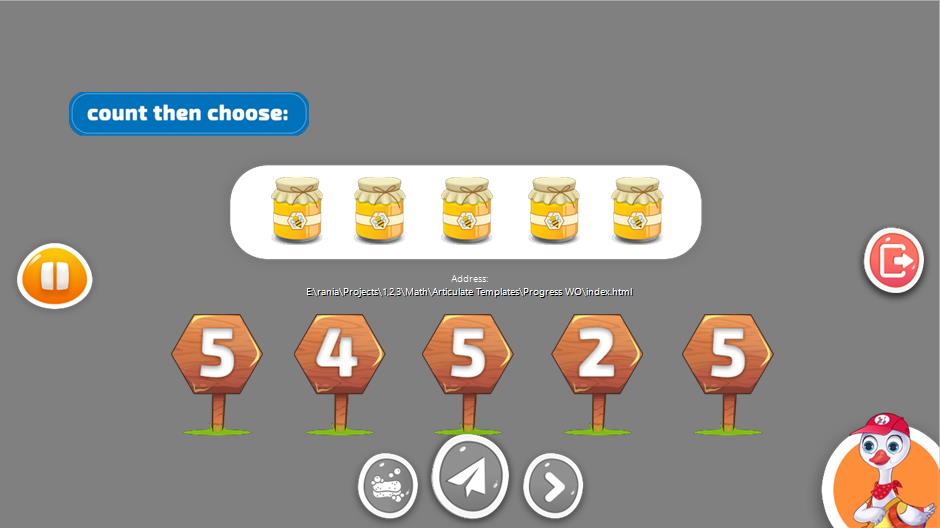 count then choose:
Address:
E:\rania\Projects\1,2,3\Math\Articulate Templates\Progress WO\index.html
5 4 5 2 5